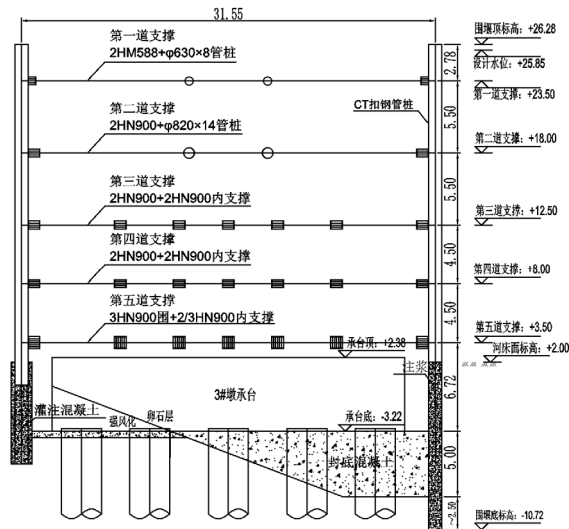 31.55
围堰顶标高：+26.28
设计水位：+25.85
第一道支撑：+23.50
第一道支撑
2HM588+φ630×8管桩
2.78
CT扣钢管桩
5.50
第二道支撑
2HN900+φ820×14管桩
第二道支撑：+18.00
5.50
第三道支撑
2HN900+2HN900内支撑
第三道支撑：+12.50
4.50
第四道支撑
2HN900+2HN900内支撑
第四道支撑：+8.00
4.50
第五道支撑
3HN900围+2/3HN900内支撑
第五道支撑：+3.50
承台顶：+2.38
河床面标高：+2.00
注浆
6.72
3#墩承台
灌注混凝土
强风化
卵石层
承台底：-3.22
封底混凝土
5.00
~2.50
围堰底标高：-10.72